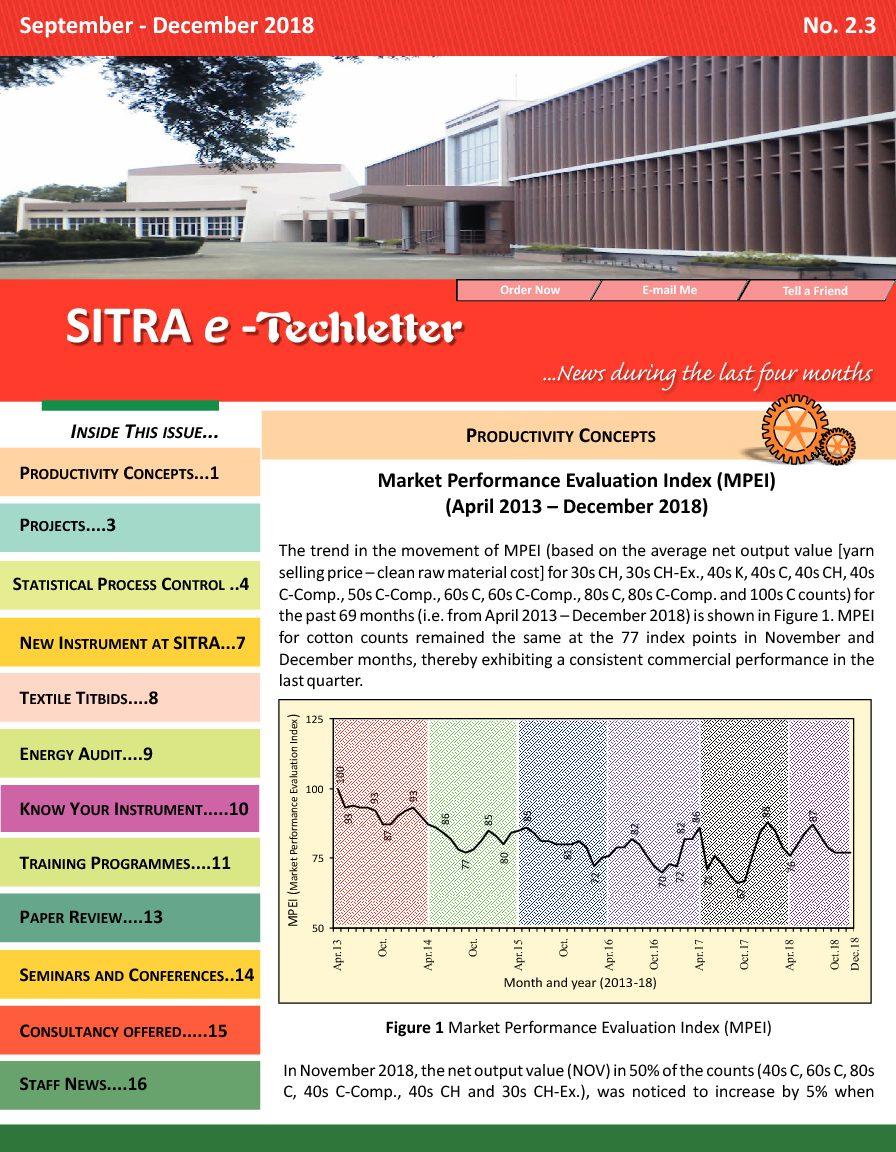 September - December 2018
No. 2.3
Order Now
E-mail Me
Tell a Friend
SITRA e -Techletter
...News during the last four months
INSIDE THIS ISSUE...
PRODUCTIVITY CONCEPTS...1
PROJECTS....3
STATISTICAL PROCESS CONTROL ..4
NEW INSTRUMENT AT SITRA...7
TEXTILE TITBIDS....8
ENERGY AUDIT....9
KNOW YOUR INSTRUMENT.....10
TRAINING PROGRAMMES....11
PAPER REVIEW....13
SEMINARS AND CONFERENCES..14
CONSULTANCY OFFERED.....15
STAFF NEWS....16
PRODUCTIVITY CONCEPTS
Market Performance Evaluation Index (MPEI)
(April 2013 – December 2018)
The trend in the movement of MPEI (based on the average net output value [yarn
selling price – clean raw material cost] for 30s CH, 30s CH-Ex., 40s K, 40s C, 40s CH, 40s
C-Comp., 50s C-Comp., 60s C, 60s C-Comp., 80s C, 80s C-Comp. and 100s C counts) for
the past 69 months (i.e. from April 2013 – December 2018) is shown in Figure 1. MPEI
for cotton counts remained the same at the 77 index points in November and
December months, thereby exhibiting a consistent commercial performance in the
last quarter.
MPEI (Market Performance Evaluation Index)
125
100
75
50
100
93
93
87
93
86
77
85
80
85
72
82
70
72
82
86
88
76
87
Apr.13
Oct.
Apr.14
Oct.
Apr.15
Oct.
Apr.16
Oct.16
Apr.17
Oct.17
Apr.18
Oct.18
Dec.18
Month and year (2013-18)
Figure 1 Market Performance Evaluation Index (MPEI)
In November 2018, the net output value (NOV) in 50% of the counts (40s C, 60s C, 80s
C, 40s C-Comp., 40s CH and 30s CH-Ex.), was noticed to increase by 5% when